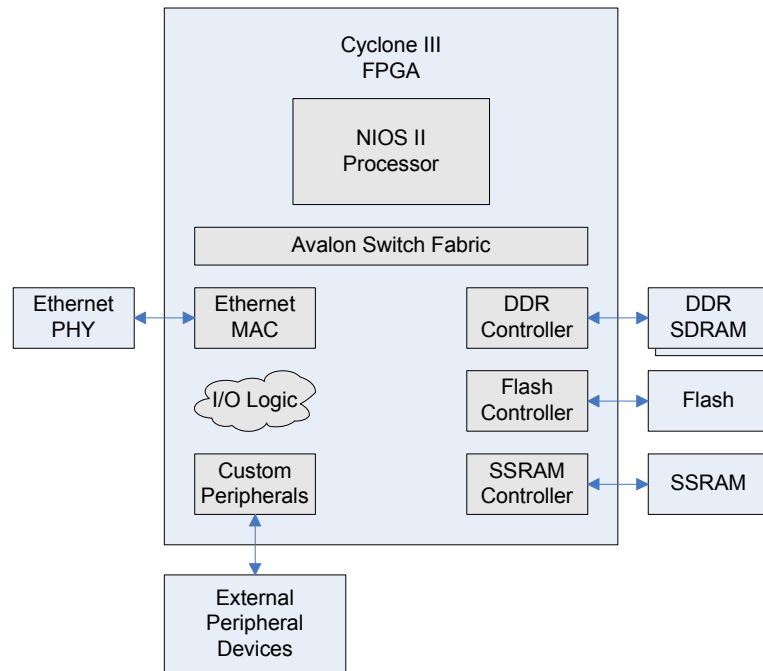 Cyclone III
FPGA
NIOS II
Processor
Avalon Switch Fabric
Ethernet
PHY
Ethernet
MAC
DDR
Controller
DDR
SDRAM
I/O Logic
Flash
Controller
Flash
Custom
Peripherals
SSRAM
Controller
SSRAM
External
Peripheral
Devices